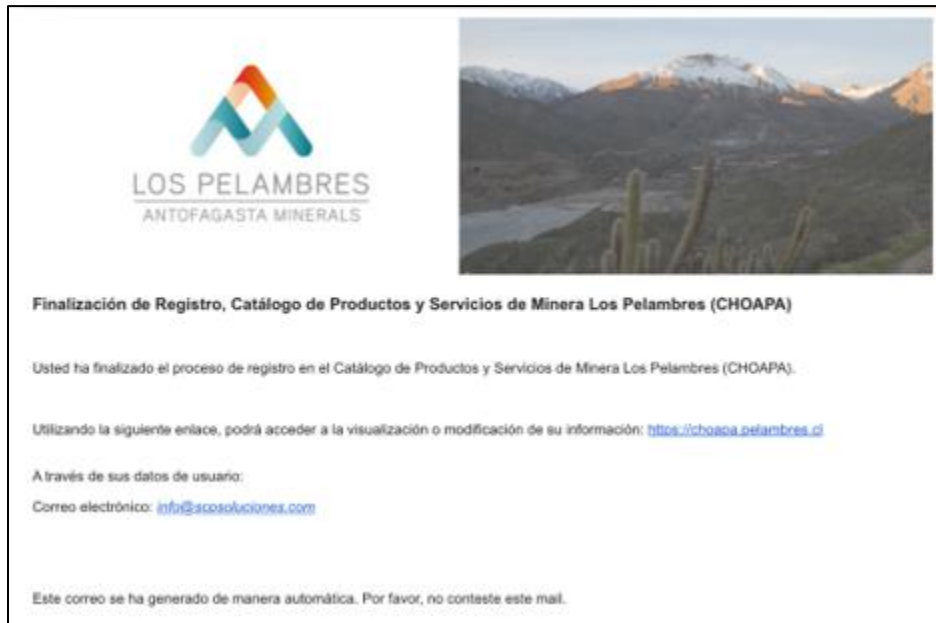 LOS PELAMBRES
ANTOFAGASTA MINERALS
Finalización de Registro, Catálogo de Productos y Servicios de Minera Los Pelambres (CHOAPA)
Usted ha finalizado el proceso de registro en el Catálogo de Productos y Servicios de Minera Los Pelambres (CHOAPA).
Utilizando la siguiente enlace, podrá acceder a la visualización o modificación de su información: https://choapa.pelambres.cl
A través de sus datos de usuario:
Correo electrónico: info@scpsoluciones.com
Este correo se ha generado de manera automática. Por favor, no conteste este mail.